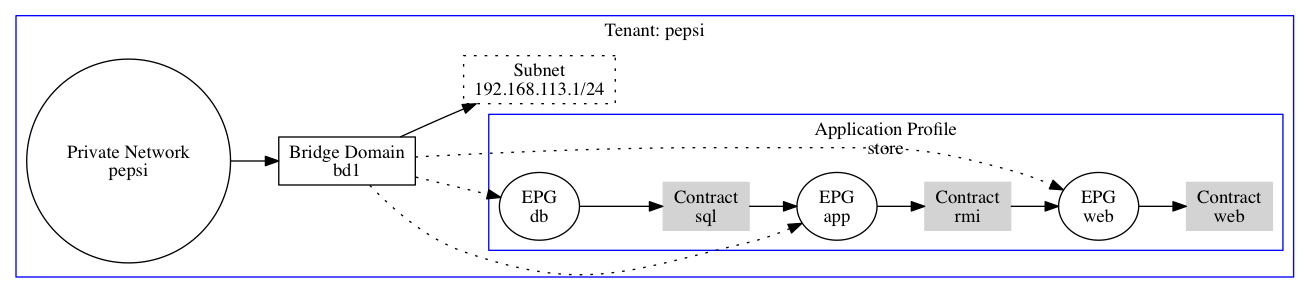 Tenant: pepsi
Subnet
192.168.113.1/24
Application Profile
store
Private Network
pepsi
Bridge Domain
bd1
EPG
db
Contract
sql
EPG
app
Contract
rmi
EPG
web
Contract
web